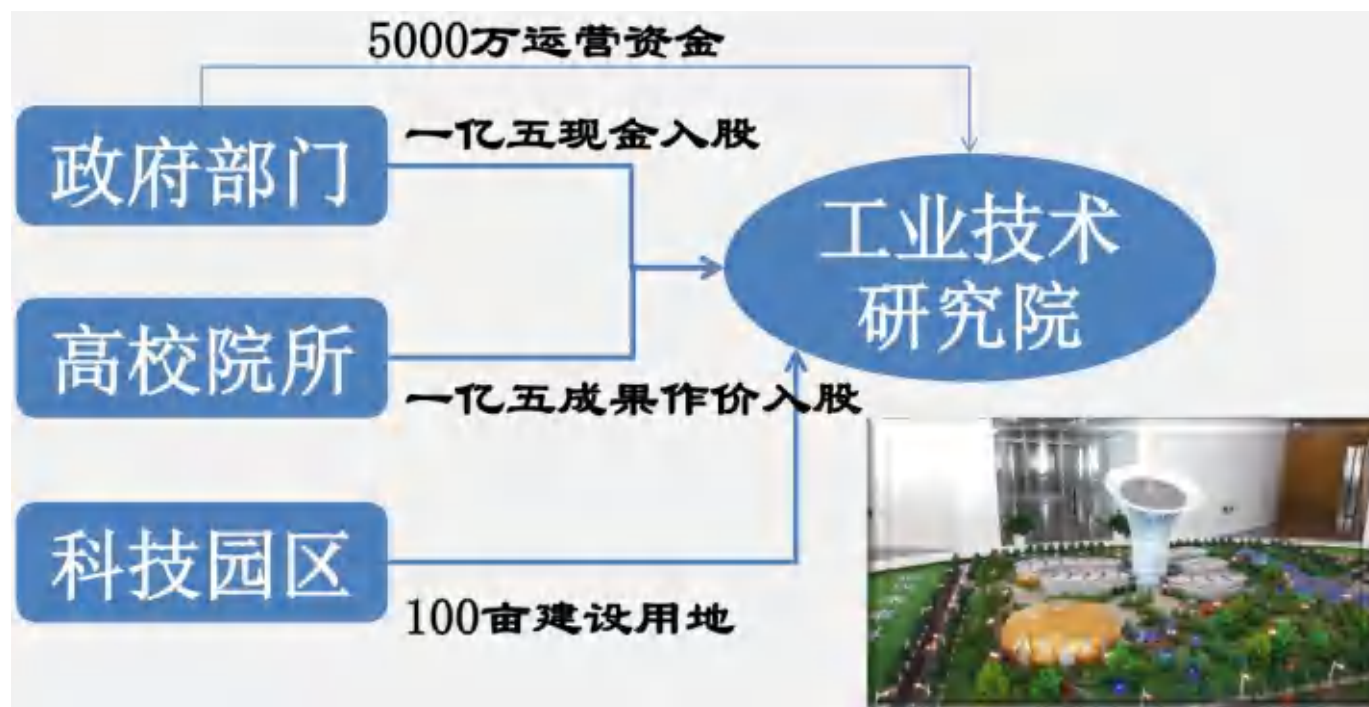 5000万运营资金
政府部门
一亿五现金入股
工业技术
研究院
高校院所
一亿五成果作价入股
科技园区
100亩建设用地